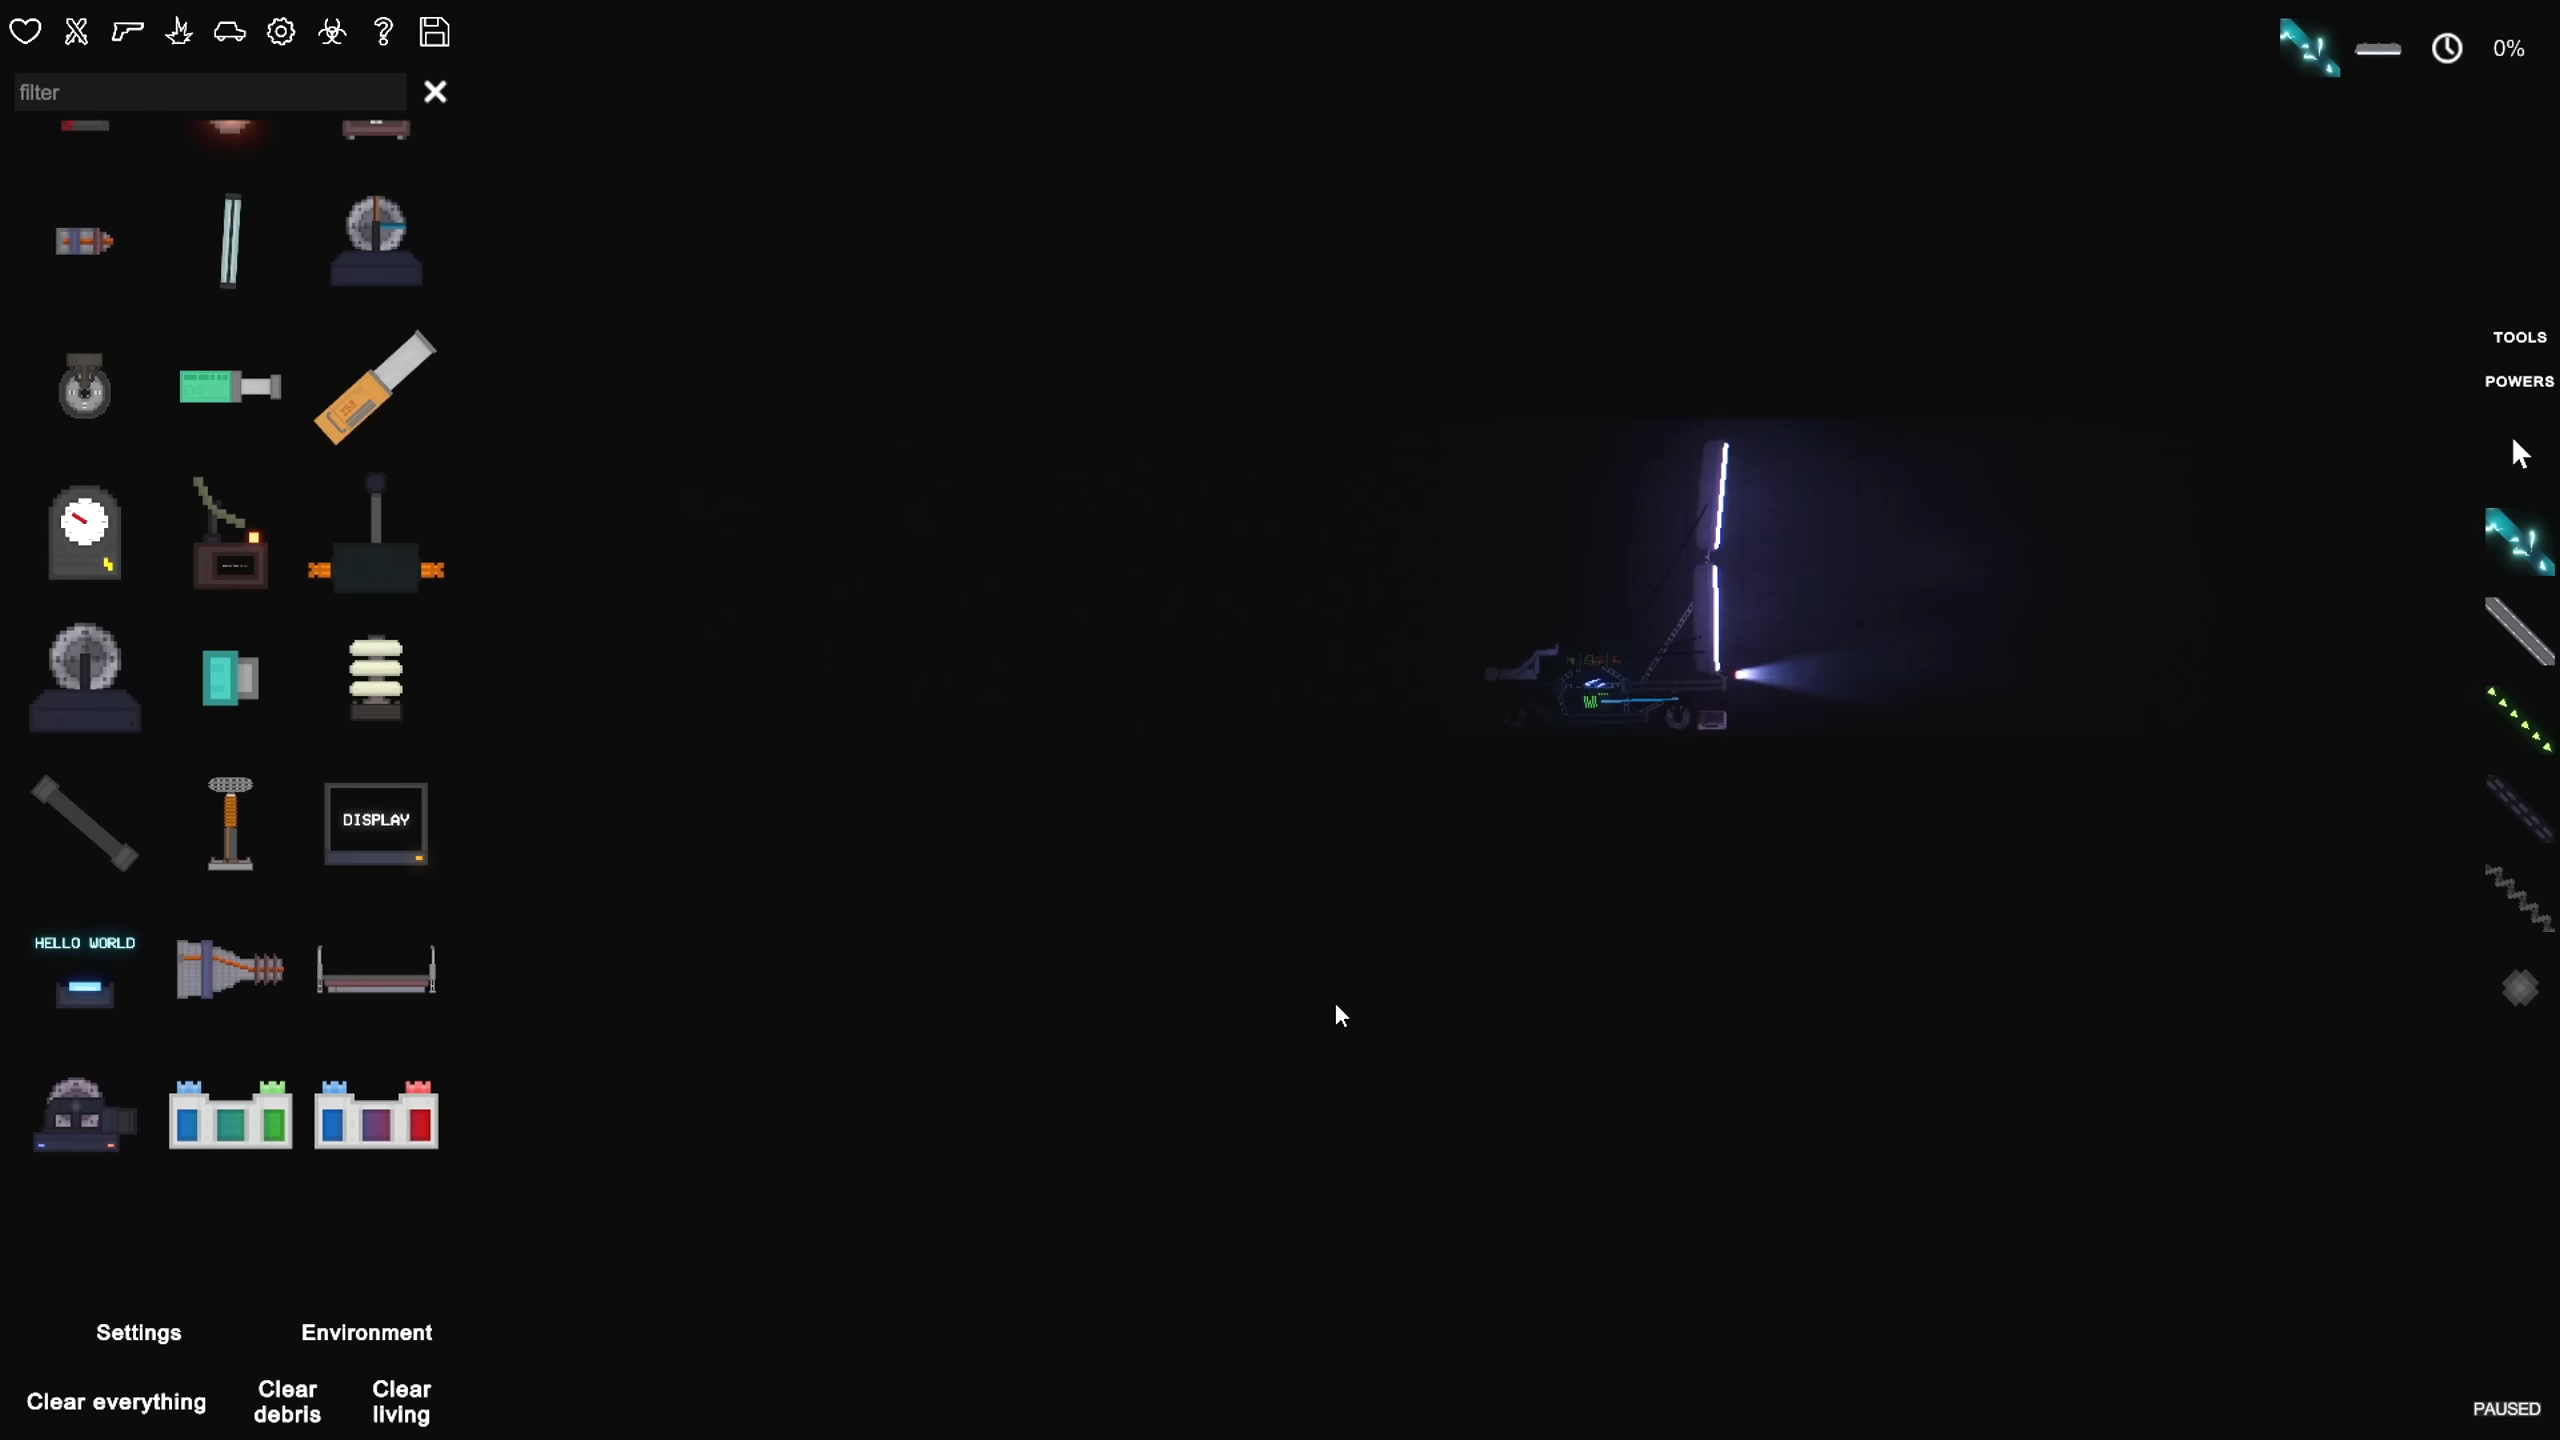 0%
filter
TOOLS
POWERS
DISPLAY
HELLO WORLD
Settings
Environment
Clear everything
Clear
debris
Clear
living
PAUSED